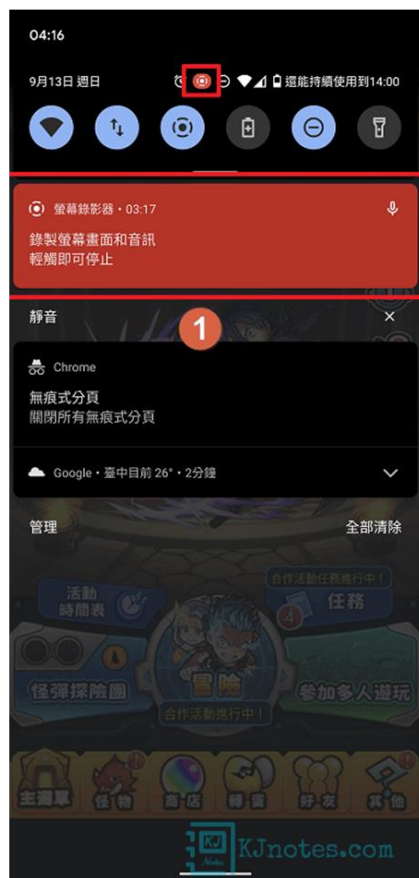 04:16
9月13日 週日
還能持續使用到14:00
螢幕錄影器・03:17
錄製螢幕畫面和音訊
輕觸即可停止
靜音
1
Chrome
無痕式分頁
關閉所有無痕式分頁
Google・臺中目前 26°・2分鐘
管理
全部清除
合作活動任務進行中！
活動
時間表
4
任務
怪彈探險團
冒險
參加多人遊玩
合作活動進行中！
主選單
怪物
商店
轉蛋
好友
其他
KJ
Notes
KJnotes.com